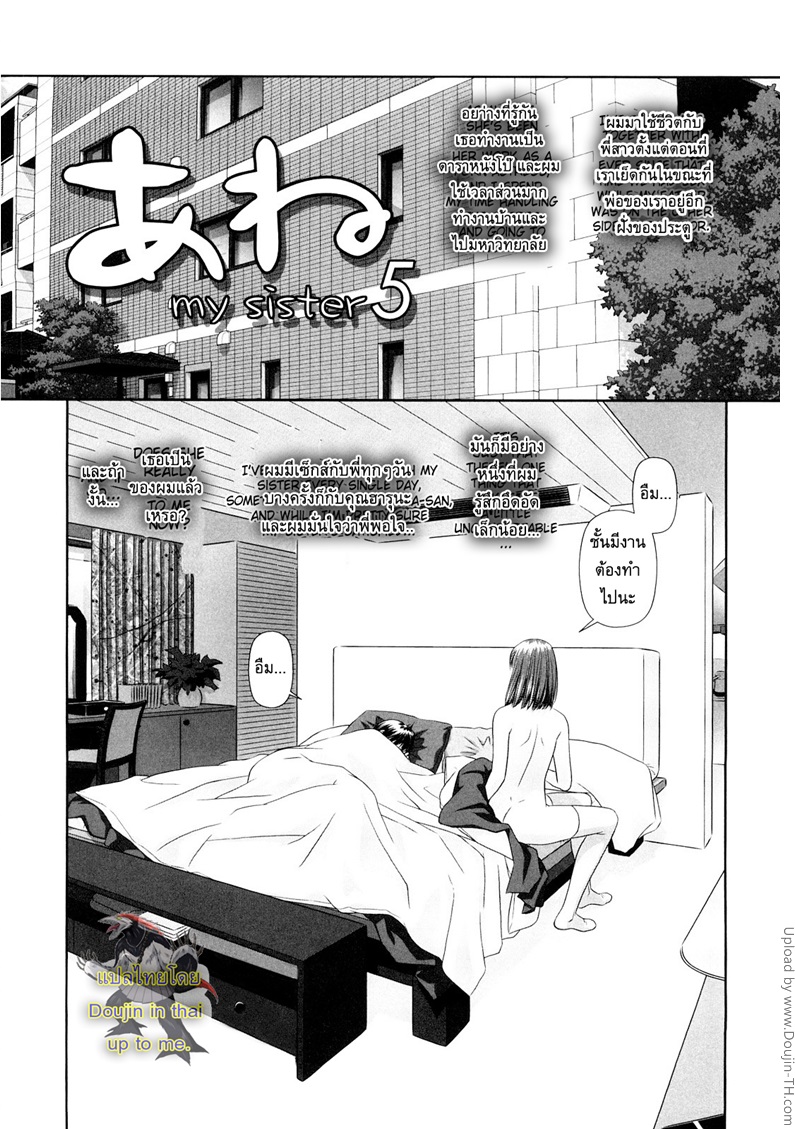 あね
my sister 5
ผมมาใช้ชีวิตกับ
พี่สาวตั้งแต่ตอนที่
เราเย็ดกันในขณะที่
พ่อของเราอยู่อีก
ฝั่งของประตู
อย่างที่รู้กัน
เธอทำงานเป็น
ดาราหนังโป๊ และผม
ใช้เวลาส่วนมาก
ทำงานบ้านและ
ไปมหาวิทยาลัย
อืม...
ชั้นมีงาน
ต้องทำ
ไปนะ
มันก็มีอย่าง
หนึ่งที่ผม
รู้สึกอึดอัด
เล็กน้อย...
ผมมีเซ็กส์กับพี่ทุกๆวัน
บางครั้งก็กับคุณฮารุนะ
และผมมั่นใจว่าพี่พอใจ..
เธอเป็น
ของผมแล้ว
เหรอ?
และถ้า
งั้น...
อืม...
แปลไทยโดย
Doujin in thai
up to me.
Upload by www.Doujin-TH.com